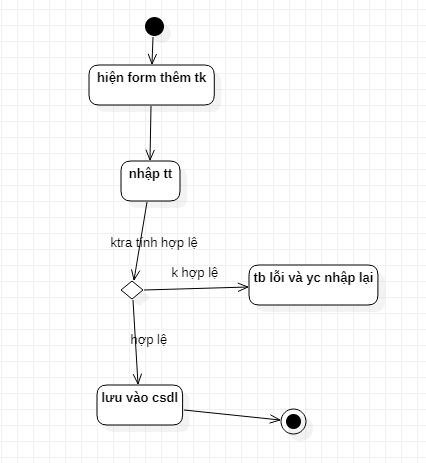 hiện form thêm tk
nhập tt
ktra tính hợp lệ
k hợp lệ
tb lỗi và yc nhập lại
hợp lệ
lưu vào csdl